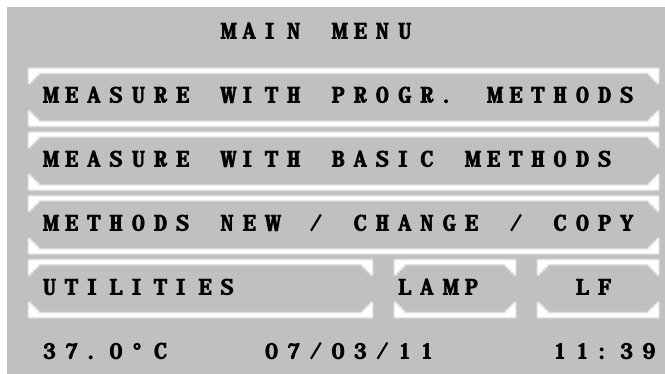 MAIN MENU
MEASURE WITH PROGR. METHODS
MEASURE WITH BASIC METHODS
METHODS NEW / CHANGE / COPY
UTILITIES LAMP LF
37.0°C 07/03/11 11:39